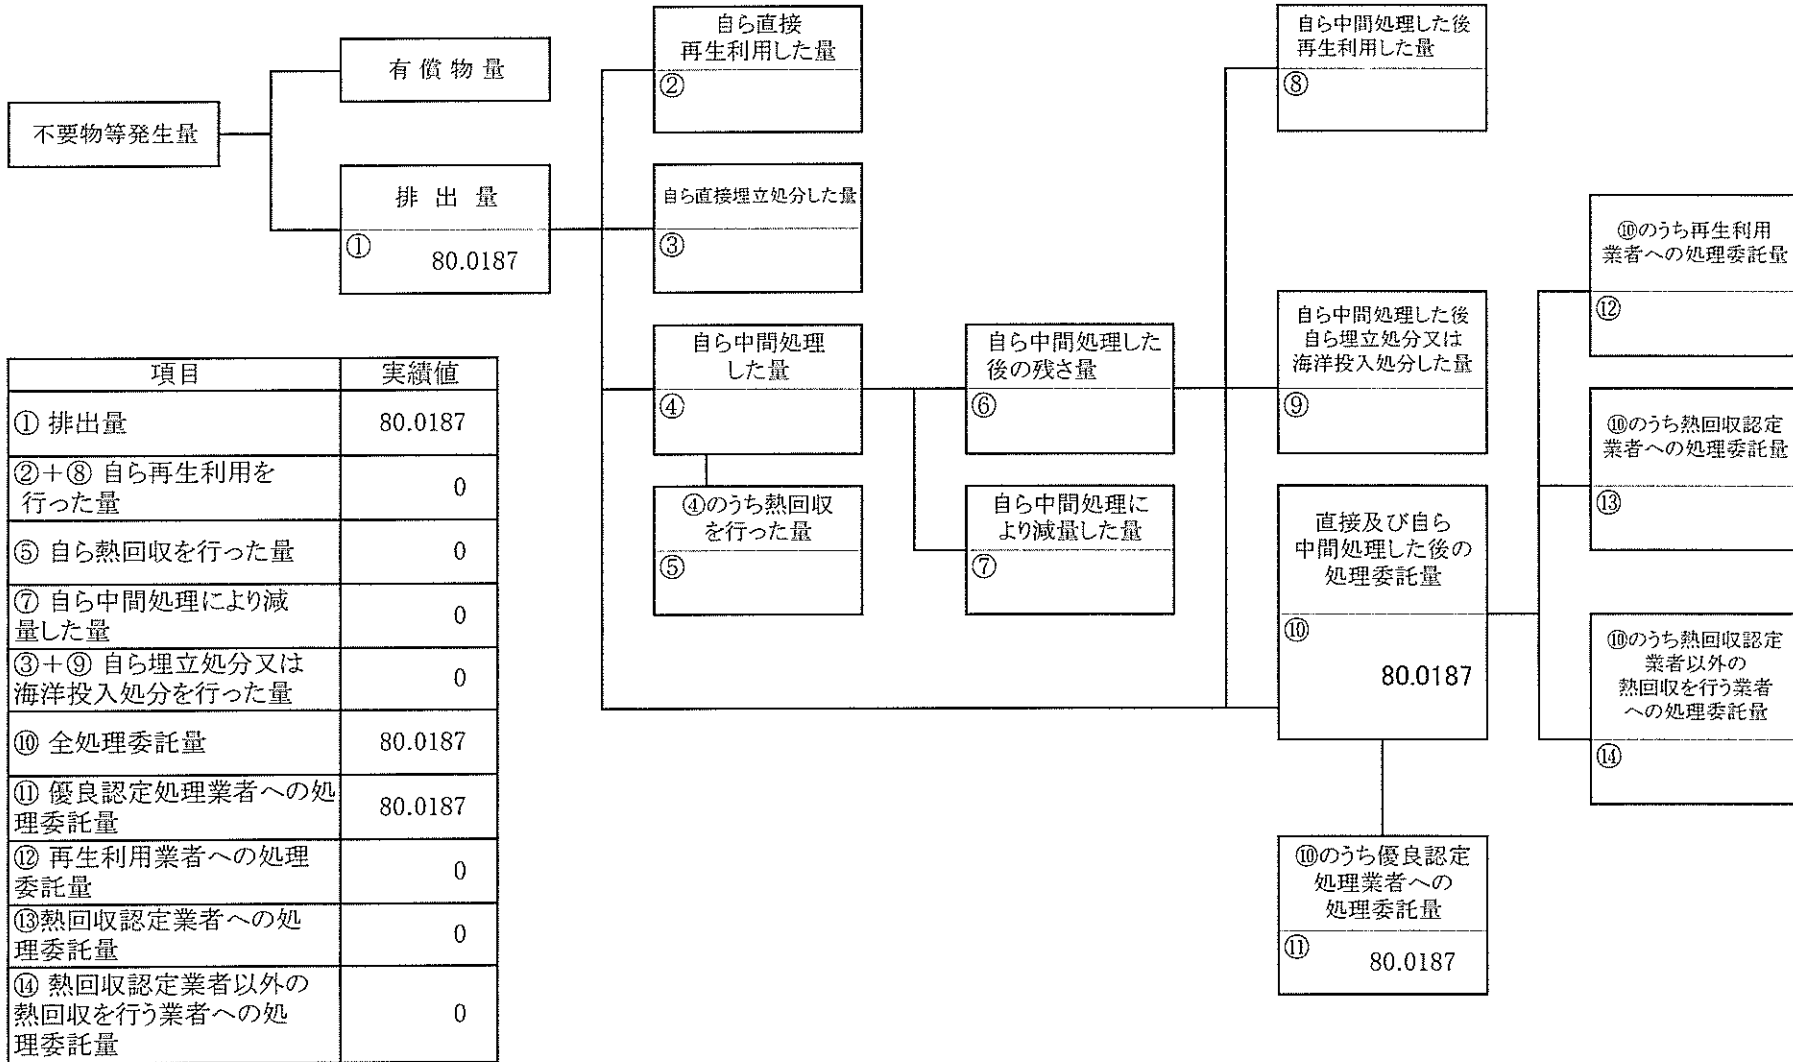 不要物等発生量
有償物量
排出量
①
80.0187
自ら直接
再生利用した量
②
自ら直接埋立処分した量
③
自ら中間処理
した量
④
④のうち熱回収
を行った量
⑤
自ら中間処理した
後の残さ量
⑥
自ら中間処理に
より減量した量
⑦
自ら中間処理した後
再生利用した量
⑧
自ら中間処理した後
自ら埋立処分又は
海洋投入処分した量
⑨
直接及び自ら
中間処理した後の
処理委託量
⑩
80.0187
⑩のうち優良認定
処理業者への
処理委託量
⑪
80.0187
⑩のうち再生利用
業者への処理委託量
⑫
⑩のうち熱回収認定
業者への処理委託量
⑬
⑩のうち熱回収認定
業者以外の
熱回収を行う業者
への処理委託量
⑭
項目 実績値
① 排出量 80.0187
②+⑧ 自ら再生利用を
行った量 0
⑤ 自ら熱回収を行った量 0
⑦ 自ら中間処理により減
量した量 0
③+⑨ 自ら埋立処分又は
海洋投入処分を行った量 0
⑩ 全処理委託量 80.0187
⑪ 優良認定処理業者への処
理委託量 80.0187
⑫ 再生利用業者への処理
委託量 0
⑬熱回収認定業者への処
理委託量 0
⑭ 熱回収認定業者以外の
熱回収を行う業者への処
理委託量 0